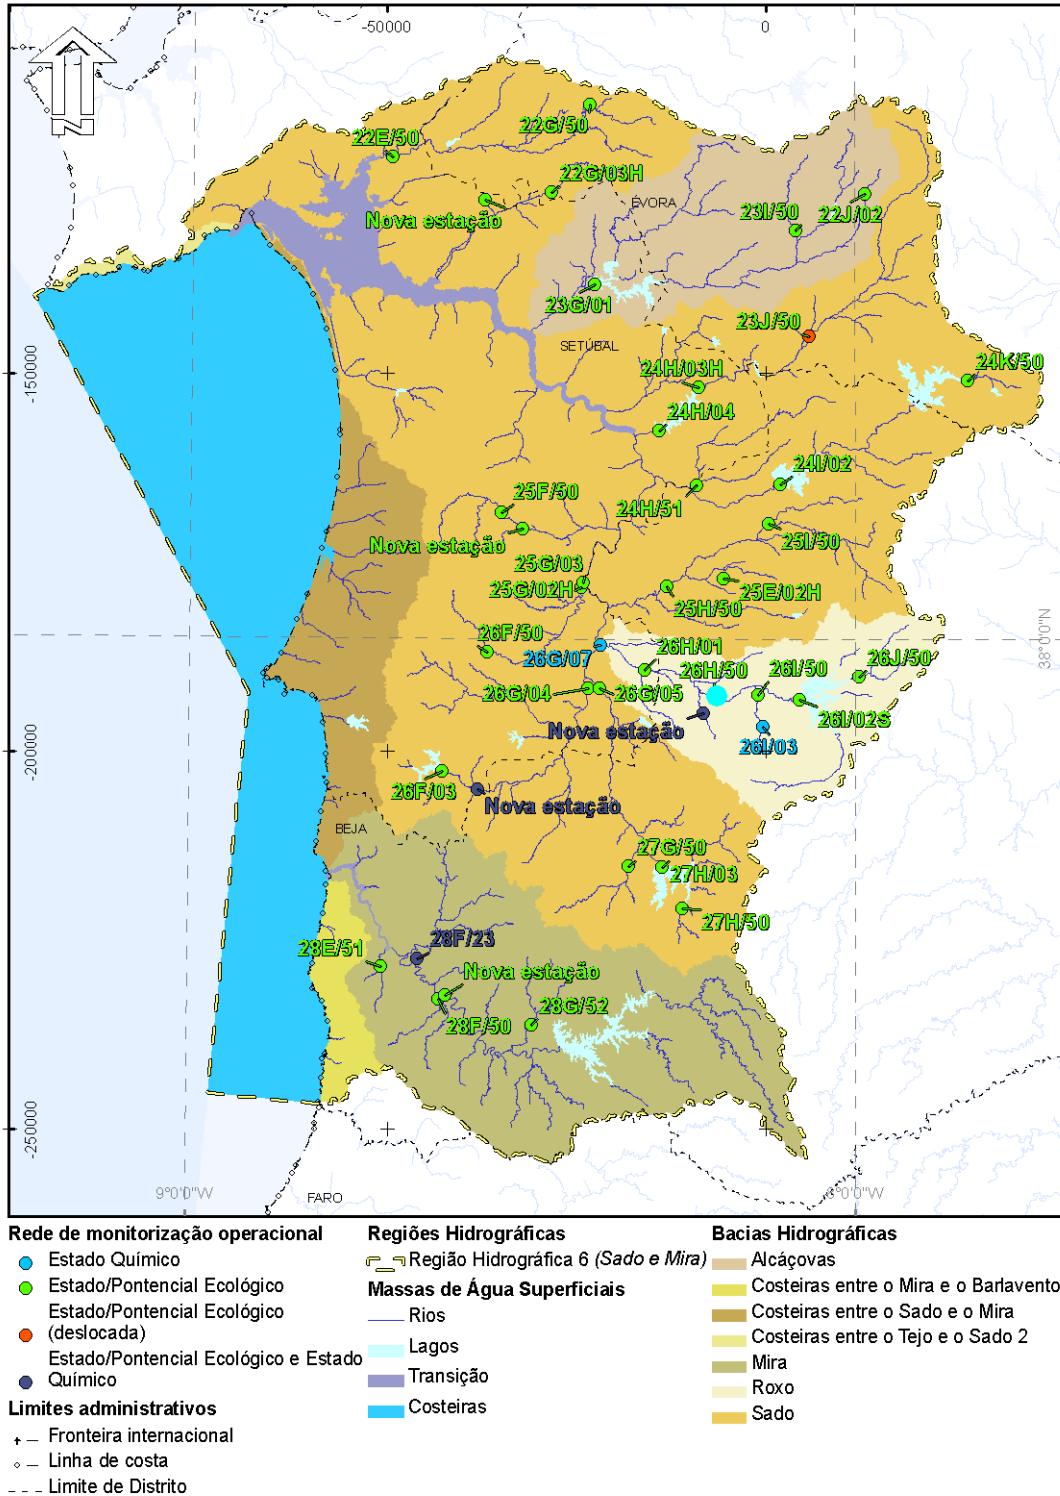 -50000
0
N
22G/50
22E/50
22G/03H
Nova estação
ÉVORA
23I/50
22J/02
23G/01
23J/50
SETÚBAL
24H/03H
24K/50
-150000
24H/04
24I/02
25F/50
24H/51
Nova estação
25I/50
25G/03
25G/02H
25E/02H
25H/50
38°0'0"N
26F/50
26G/07
26H/01
26H/50
26I/50
26J/50
26G/04
26G/05
26I/02S
Nova estação
26I/03
-200000
26F/03
Nova estação
BEJA
27G/50
27H/03
27H/50
28F/23
28E/51
Nova estação
28F/50
28G/52
-250000
9°0'0"W
8°0'0"W
FARO
Rede de monitorização operacional
Estado Químico
Estado/Pontencial Ecológico
Estado/Pontencial Ecológico
(deslocada)
Estado/Pontencial Ecológico e Estado
Químico
Limites administrativos
Fronteira internacional
Linha de costa
Limite de Distrito
Regiões Hidrográficas
Região Hidrográfica 6 (Sado e Mira)
Massas de Água Superficiais
Rios
Lagos
Transição
Costeiras
Bacias Hidrográficas
Alcáçovas
Costeiras entre o Mira e o Barlavento
Costeiras entre o Sado e o Mira
Costeiras entre o Tejo e o Sado 2
Mira
Roxo
Sado